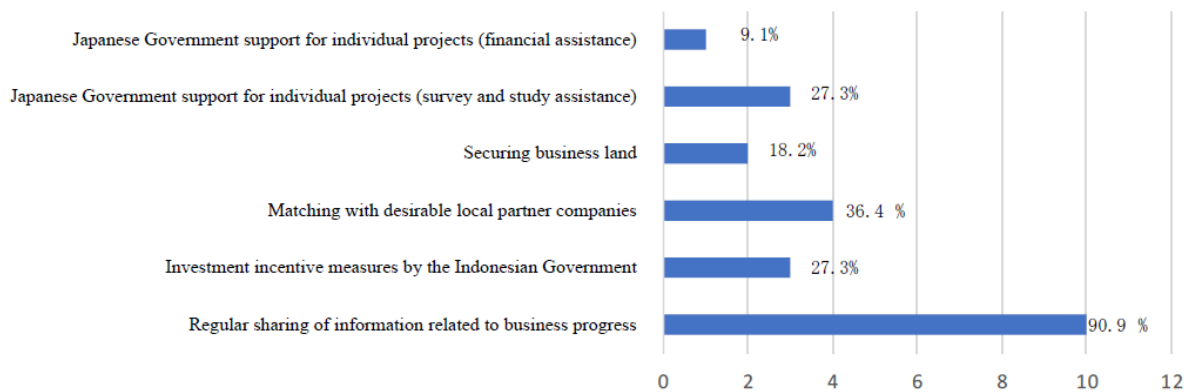 Japanese Government support for individual projects (financial assistance) 9.1%
Japanese Government support for individual projects (survey and study assistance) 27.3%
Securing business land 18.2%
Matching with desirable local partner companies 36.4 %
Investment incentive measures by the Indonesian Government 27.3%
Regular sharing of information related to business progress 90.9 %
0 2 4 6 8 10 12